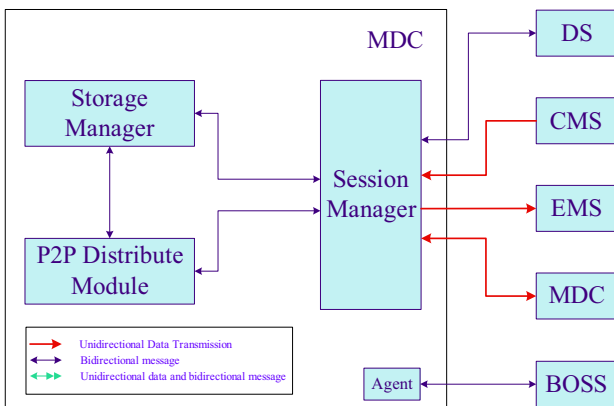 MDC
DS
Storage
Manager
CMS
Session
Manager
EMS
P2P Distribute
Module
MDC
Unidirectional Data Transmission
Bidirectional message
Unidirectional data and bidirectional message
Agent
BOSS